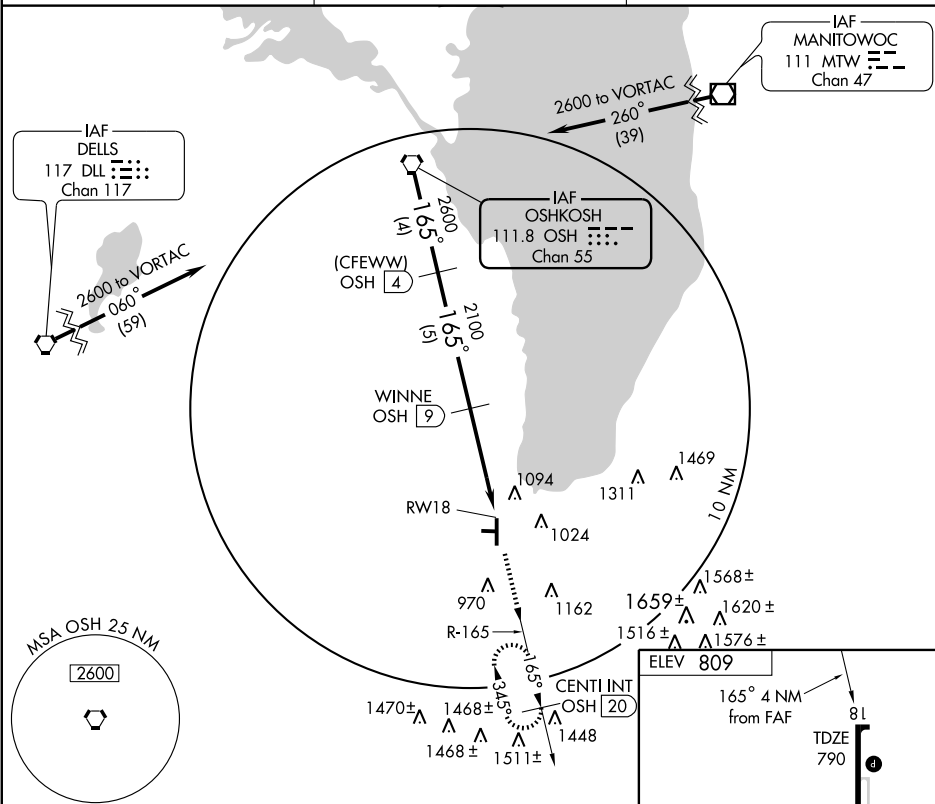 IAF
MANITOWOC
111 MTW
Chan 47
2600 to VORTAC
260°
(39)
IAF
DELLS
117 DLL
Chan 117
2600 to VORTAC
060°
(59)
IAF
OSHKOSH
111.8 OSH
Chan 55
2600
165°
(4)
(CFEWW)
OSH 4
2100
165°
(5)
WINNE
OSH 9
1094
1311
1469
RW18
1024
10 NM
970
1162
1568±
1659±
1620±
1516±
1576±
R-165
165°
345°
CENTI INT
OSH 20
1470±
1468±
1468±
1511±
1448
MSA OSH 25 NM
2600
ELEV 809
165° 4 NM
from FAF
18
TDZE
790
P